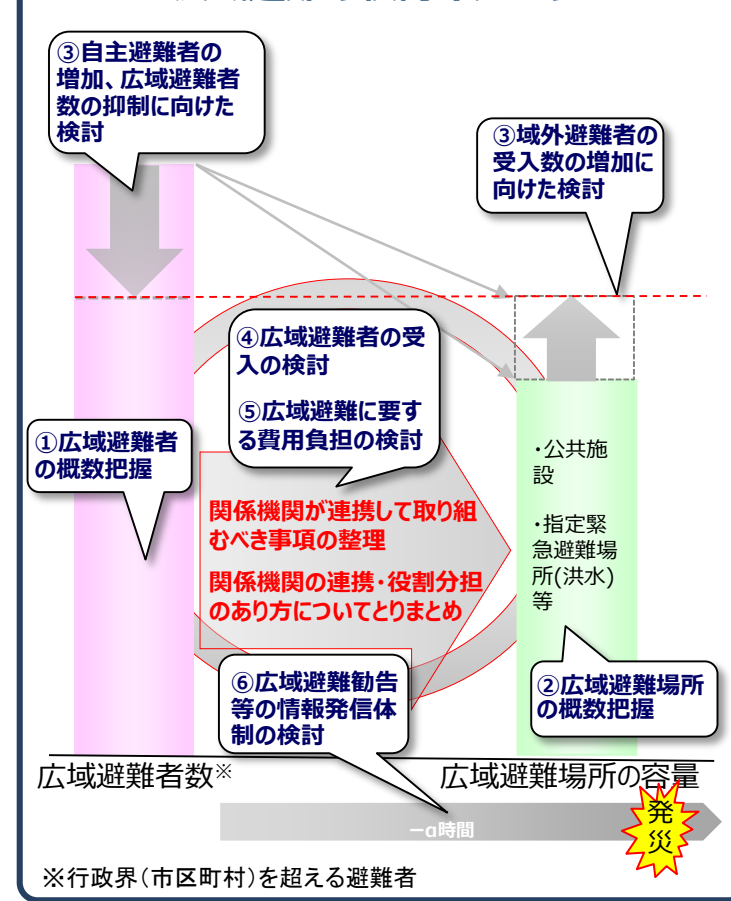 ③自主避難者の
増加、広域避難者
数の抑制に向けた
検討
③域外避難者の
受入数の増加に
向けた検討
④広域避難者の受
入の検討
⑤広域避難に要す
る費用負担の検討
①広域避難者
の概数把握
・公共施
設
・指定緊
急避難場
所(洪水)
等
関係機関が連携して取り組
むべき事項の整理
関係機関の連携・役割分担
のあり方についてとりまとめ
⑥広域避難勧告
等の情報発信体
制の検討
②広域避難場所
の概数把握
広域避難者数※
広域避難場所の容量
－α時間
発
災
※行政界（市区町村）を超える避難者